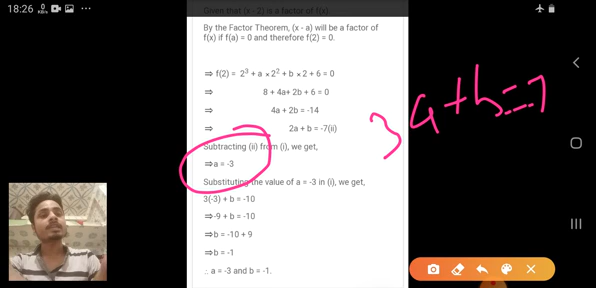 18:26
Given that (x - 2) is a factor of f(x).
By the Factor Theorem, (x - a) will be a factor of
f(x) if f(a) = 0 and therefore f(2) = 0.
⇒ f(2) = 2³ + a × 2² + b × 2 + 6 = 0
⇒ 8 + 4a+ 2b + 6 = 0
⇒ 4a + 2b = -14
⇒ 2a + b = -7(ii)
Subtracting (ii) from (i), we get,
⇒a = -3
Substituting the value of a = -3 in (i), we get,
3(-3) + b = -10
⇒-9 + b = -10
⇒b = -10 + 9
⇒b = -1
∴ a = -3 and b = -1.